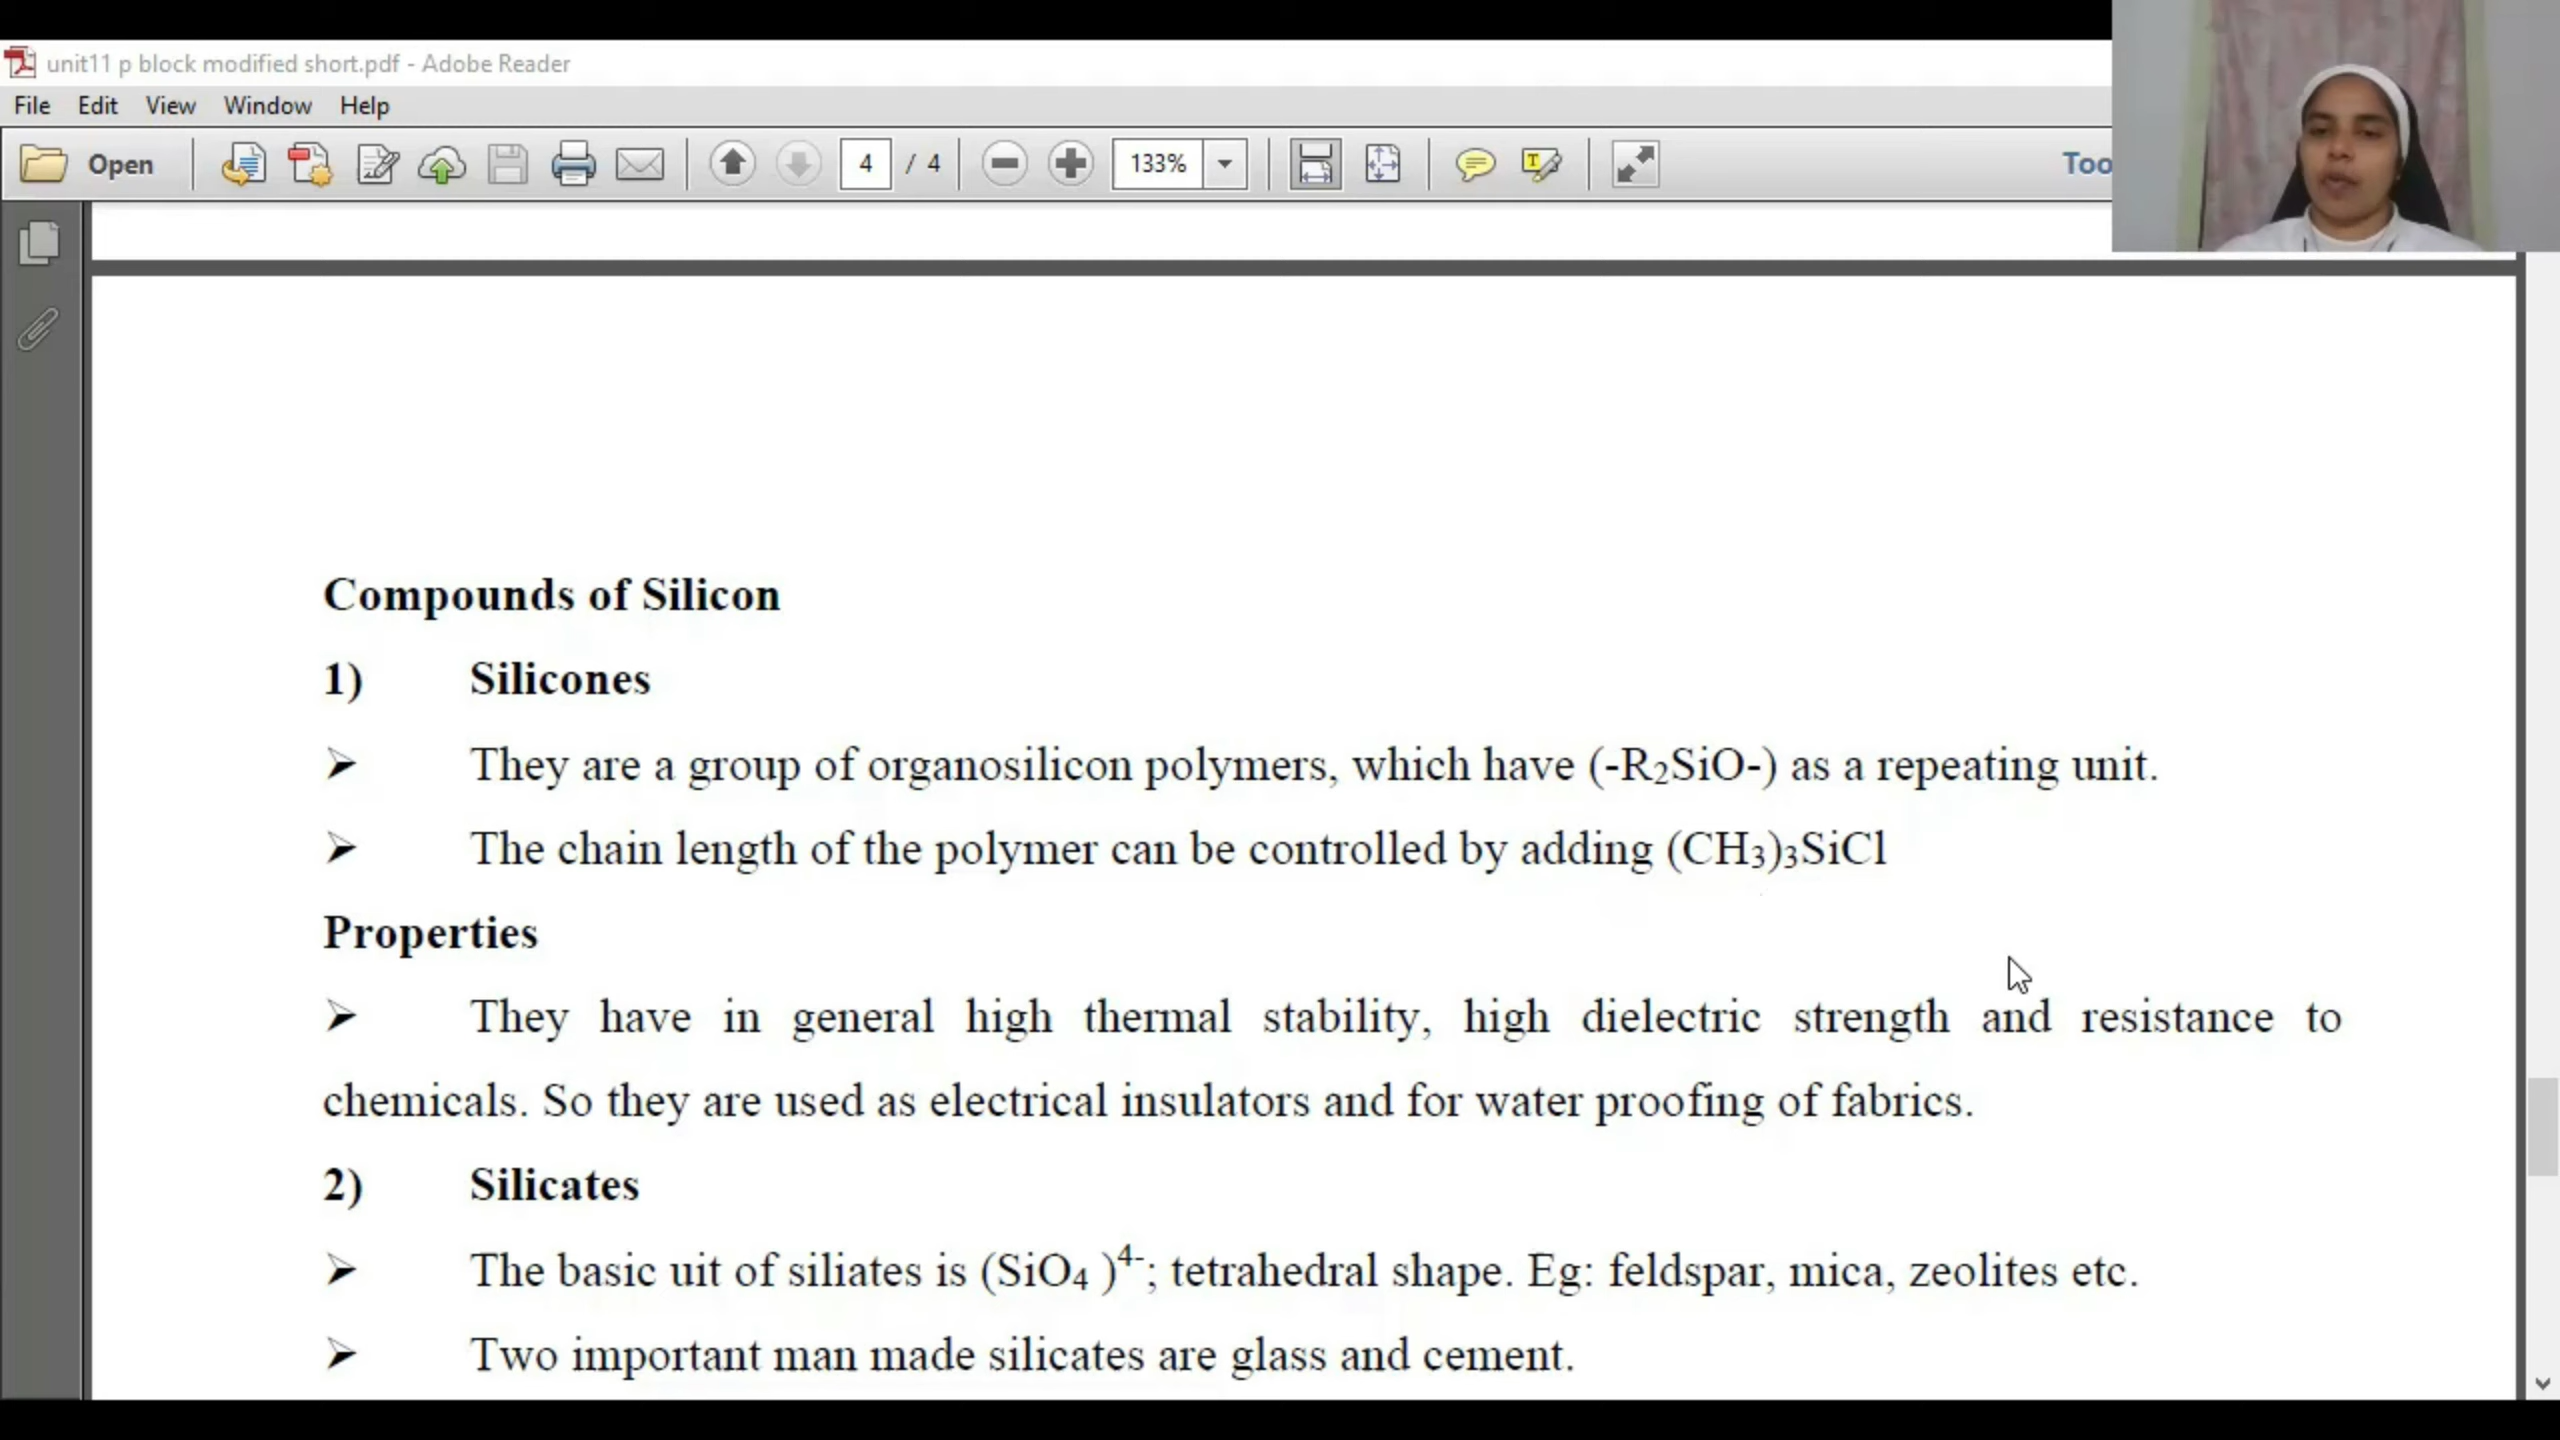 unit11 p block modified short.pdf - Adobe Reader
File Edit View Window Help
Open 4 / 4 133% Too
Compounds of Silicon
1) Silicones
➢ They are a group of organosilicon polymers, which have (-R₂SiO-) as a repeating unit.
➢ The chain length of the polymer can be controlled by adding (CH₃)₃SiCl
Properties
➢ They have in general high thermal stability, high dielectric strength and resistance to
chemicals. So they are used as electrical insulators and for water proofing of fabrics.
2) Silicates
➢ The basic uit of siliates is (SiO₄ )⁴⁻; tetrahedral shape. Eg: feldspar, mica, zeolites etc.
➢ Two important man made silicates are glass and cement.